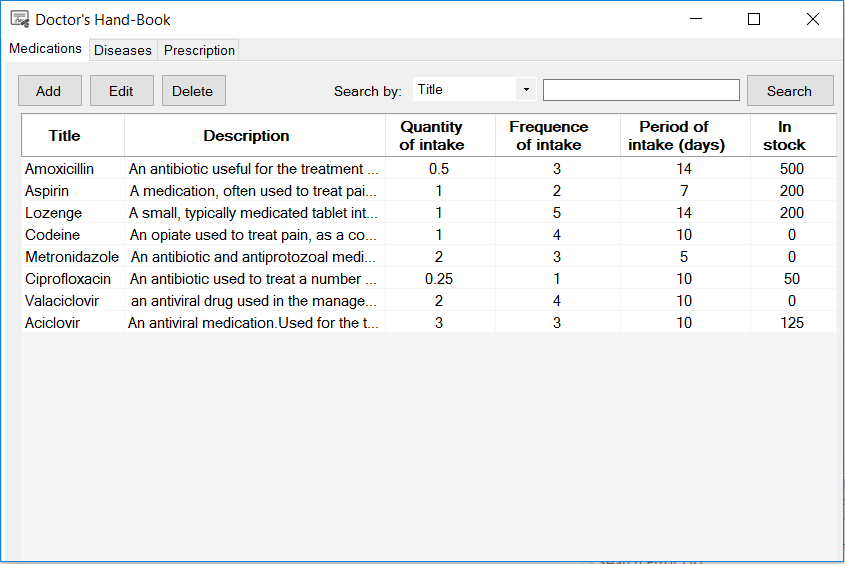 Doctor's Hand-Book
Medications Diseases Prescription
Add Edit Delete Search by: Title Search
Title Description Quantity of intake Frequence of intake Period of intake (days) In stock
Amoxicillin An antibiotic useful for the treatment ... 0.5 3 14 500
Aspirin A medication, often used to treat pai... 1 2 7 200
Lozenge A small, typically medicated tablet int... 1 5 14 200
Codeine An opiate used to treat pain, as a co... 1 4 10 0
Metronidazole An antibiotic and antiprotozoal medi... 2 3 5 0
Ciprofloxacin An antibiotic used to treat a number ... 0.25 1 10 50
Valaciclovir an antiviral drug used in the manage... 2 4 10 0
Aciclovir An antiviral medication.Used for the t... 3 3 10 125